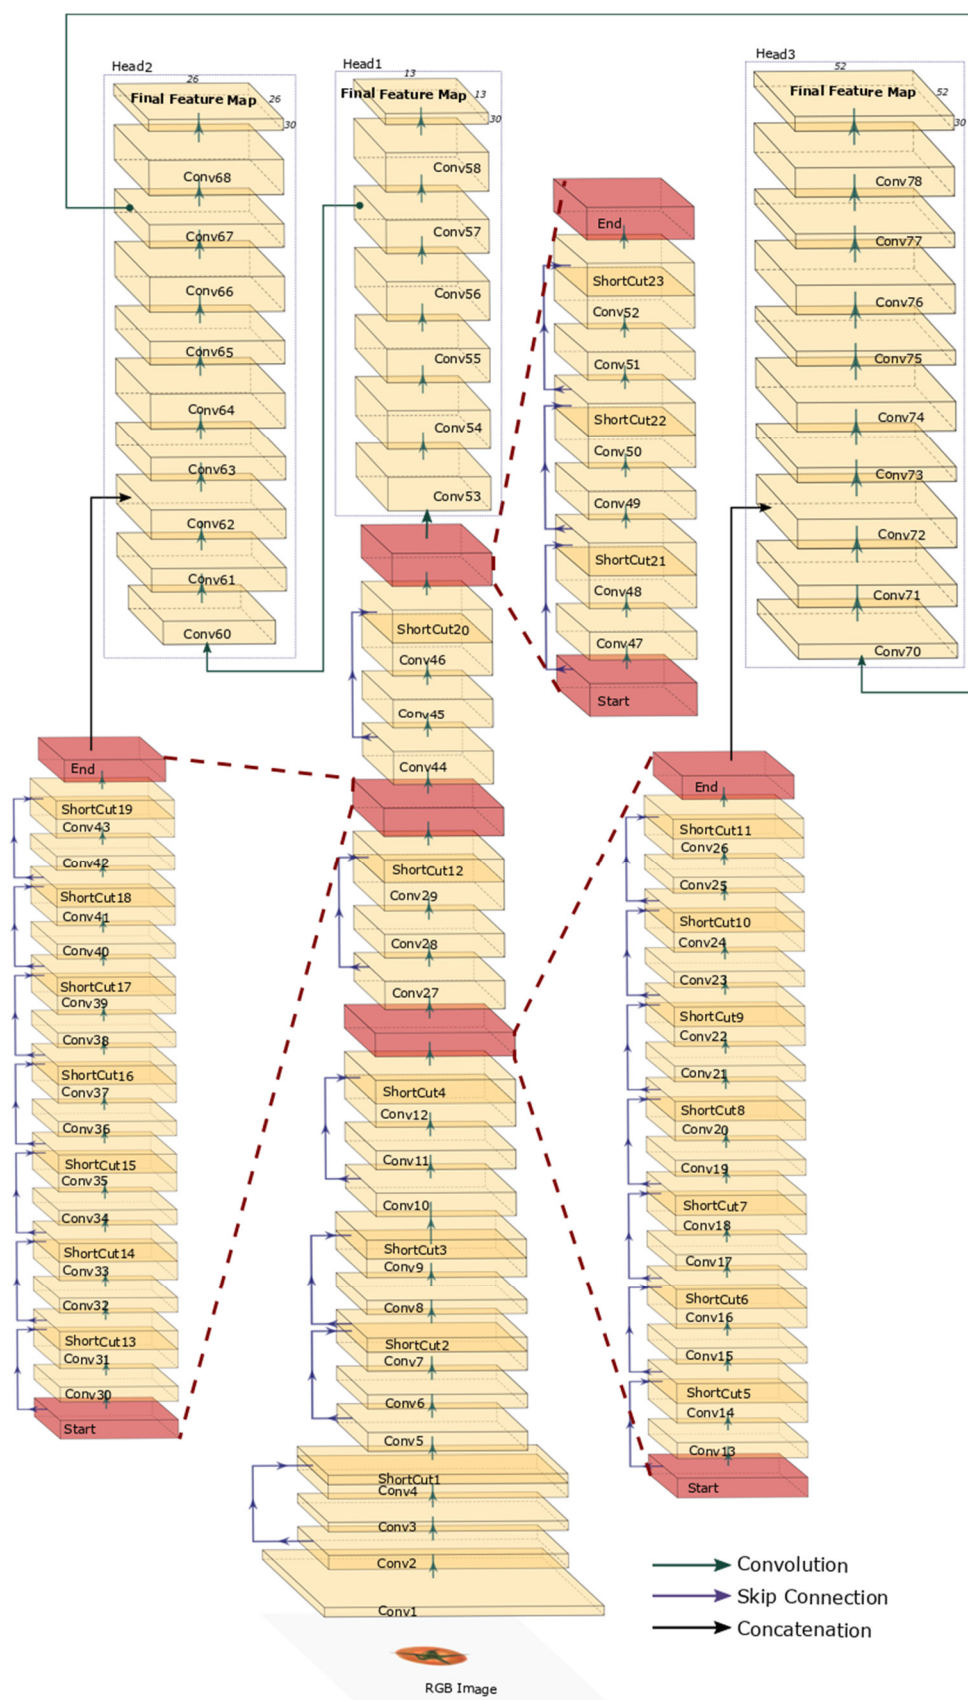 Head2
26
26
30
Final Feature Map
Conv68
Conv67
Conv66
Conv65
Conv64
Conv63
Conv62
Conv61
Conv60
Head1
13
13
30
Final Feature Map
Conv58
Conv57
Conv56
Conv55
Conv54
Conv53
End
ShortCut23
Conv52
Conv51
ShortCut22
Conv50
Conv49
ShortCut21
Conv48
Conv47
Start
Head3
52
52
30
Final Feature Map
Conv78
Conv77
Conv76
Conv75
Conv74
Conv73
Conv72
Conv71
Conv70
End
ShortCut19
Conv43
Conv42
ShortCut18
Conv41
Conv40
ShortCut17
Conv39
Conv38
ShortCut16
Conv37
Conv36
ShortCut15
Conv35
Conv34
ShortCut14
Conv33
Conv32
ShortCut13
Conv31
Conv30
Start
ShortCut20
Conv46
Conv45
Conv44
ShortCut12
Conv29
Conv28
Conv27
ShortCut4
Conv12
Conv11
Conv10
ShortCut3
Conv9
Conv8
ShortCut2
Conv7
Conv6
Conv5
ShortCut1
Conv4
Conv3
Conv2
Conv1
RGB Image
End
ShortCut11
Conv26
Conv25
ShortCut10
Conv24
Conv23
ShortCut9
Conv22
Conv21
ShortCut8
Conv20
Conv19
ShortCut7
Conv18
Conv17
ShortCut6
Conv16
Conv15
ShortCut5
Conv14
Conv13
Start
Convolution
Skip Connection
Concatenation